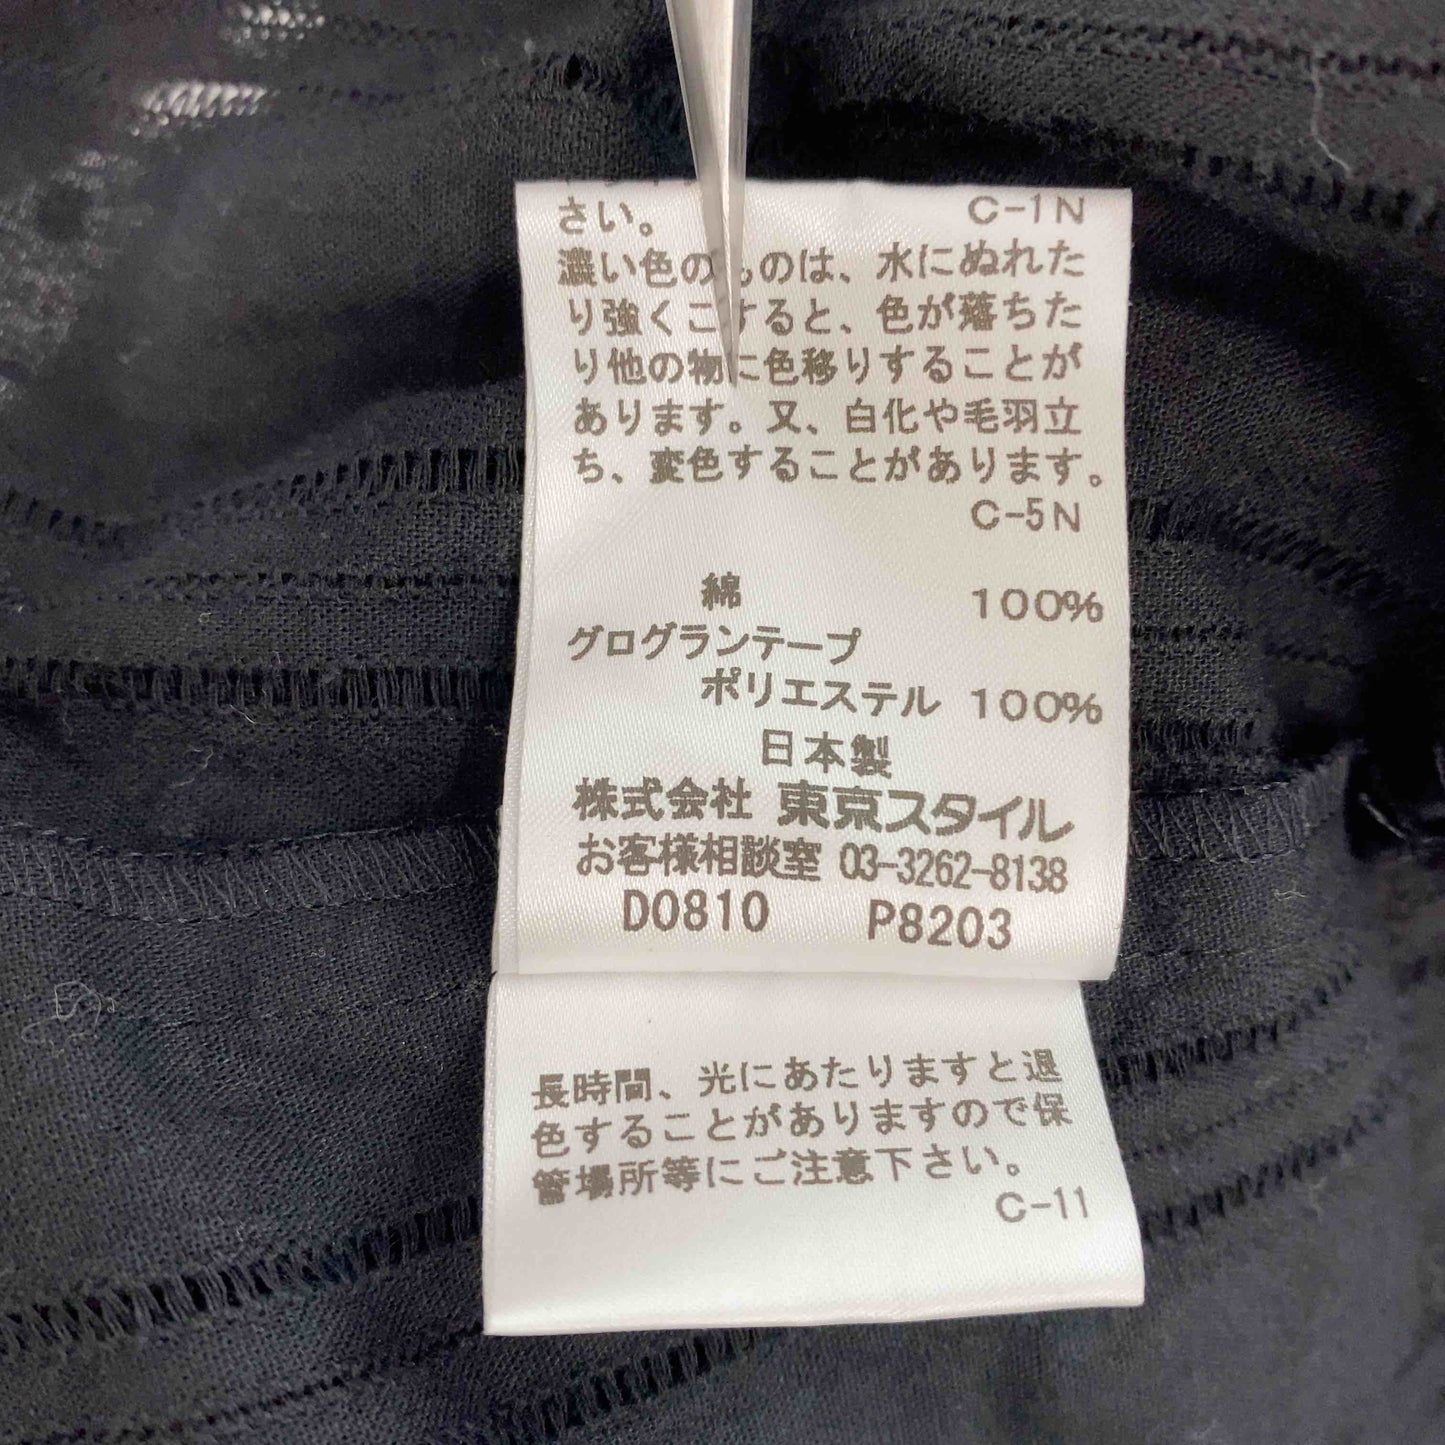 さい。
C-1N
濃い色のものは、水にぬれた
り強くこすると、色が落ちた
り他の物に色移りすることが
あります。又、白化や毛羽立
ち、変色することがあります。
C-5N
綿 100%
グログランテープ
ポリエステル 100%
日本製
株式会社 東京スタイル
お客様相談室 03-3262-8138
D0810 P8203
長時間、光にあたりますと退
色することがありますので保
管場所等にご注意下さい。
C-11